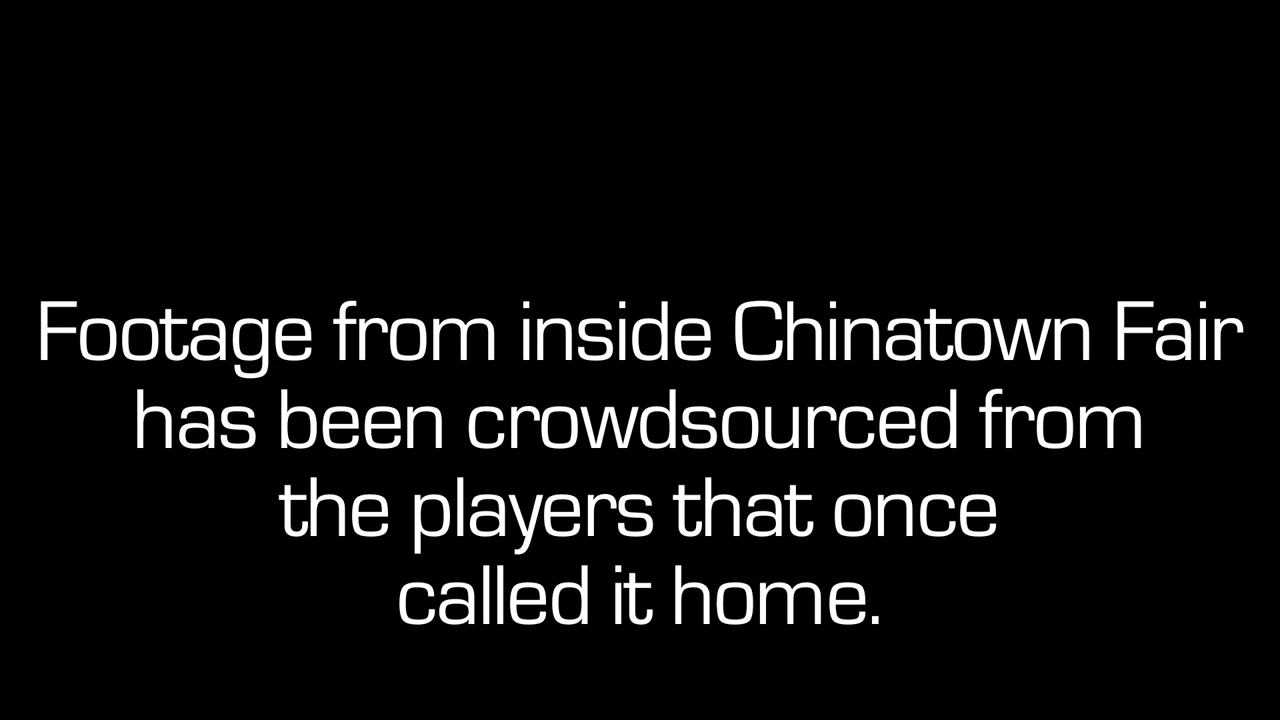 Footage from inside Chinatown Fair
has been crowdsourced from
the players that once
called it home.